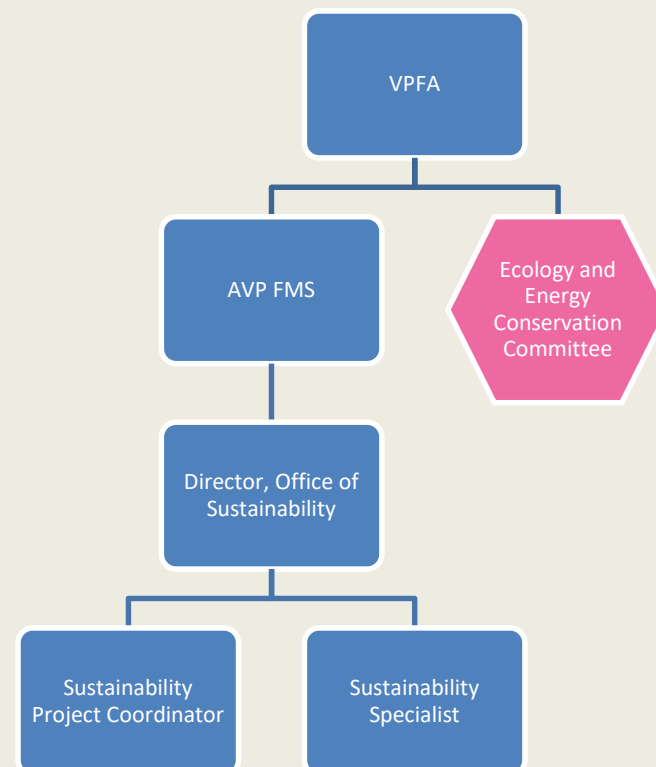 VPFA
AVP FMS
Ecology and
Energy
Conservation
Committee
Director, Office of
Sustainability
Sustainability
Project Coordinator
Sustainability
Specialist